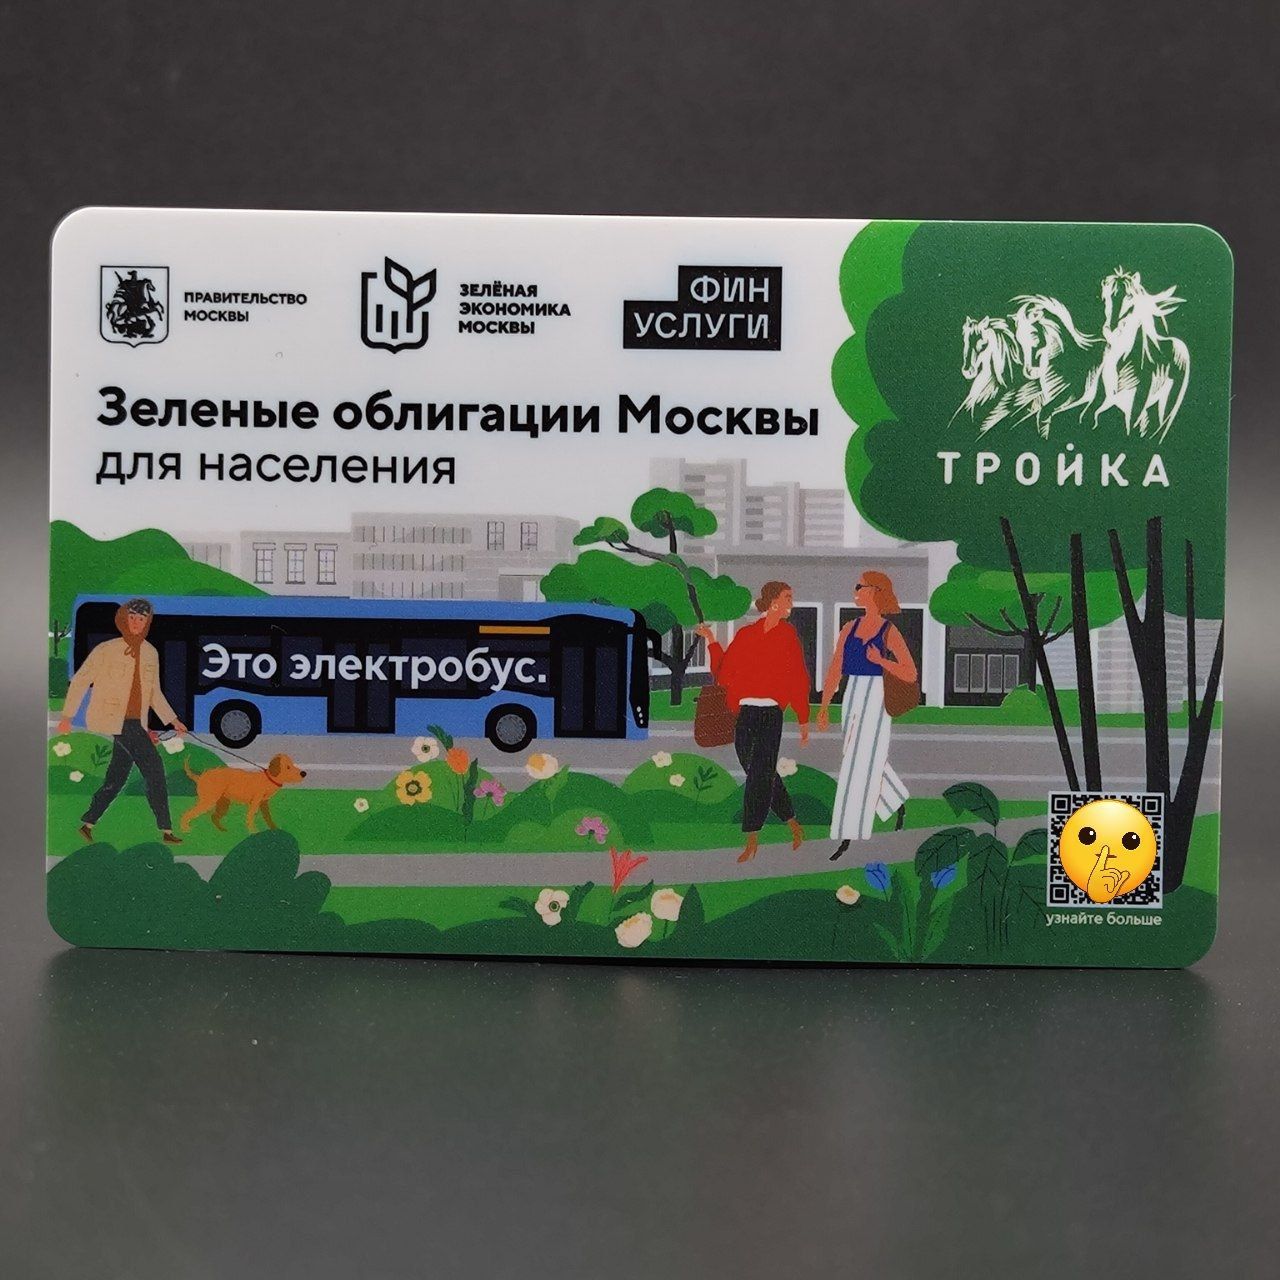 ПРАВИТЕЛЬСТВО
МОСКВЫ
ЗЕЛЁНАЯ
ЭКОНОМИКА
МОСКВЫ
ФИН
УСЛУГИ
Зеленые облигации Москвы
для населения
ТРОЙКА
Это электробус.
узнайте больше